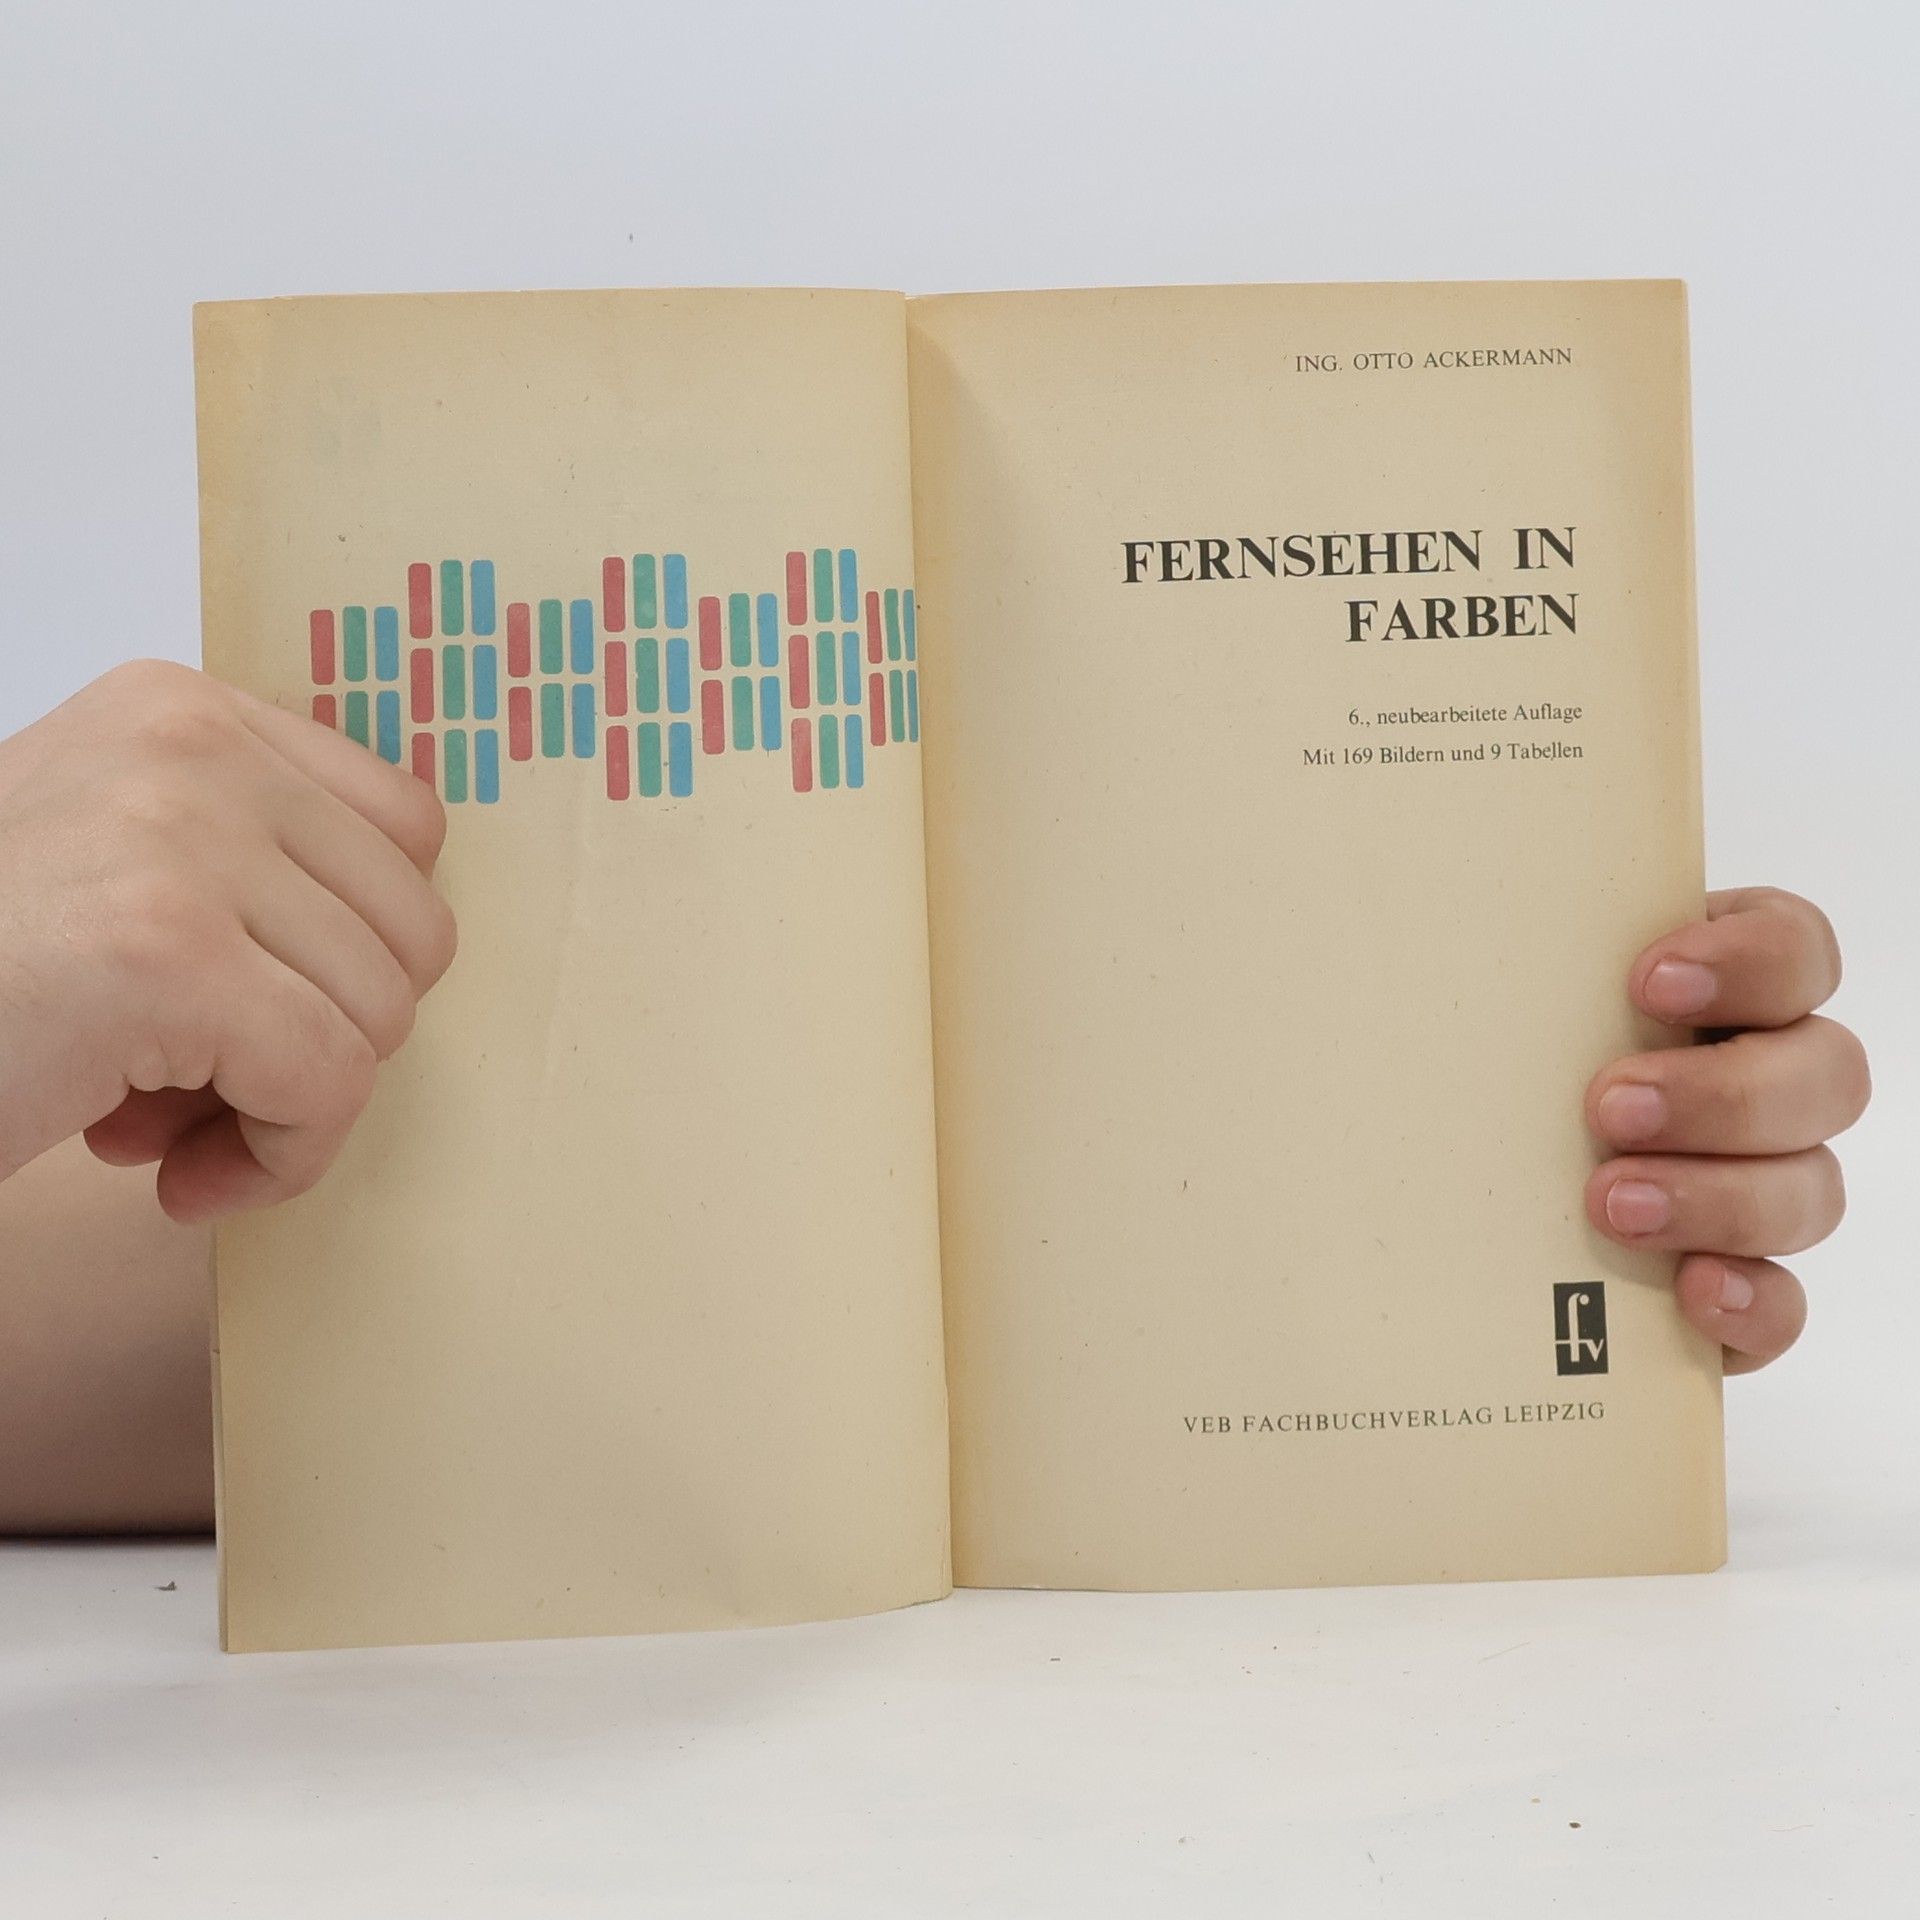 ING. OTTO ACKERMANN
FERNSEHEN IN
FARBEN
6., neubearbeitete Auflage
Mit 169 Bildern und 9 Tabellen
fv
VEB FACHBUCHVERLAG LEIPZIG